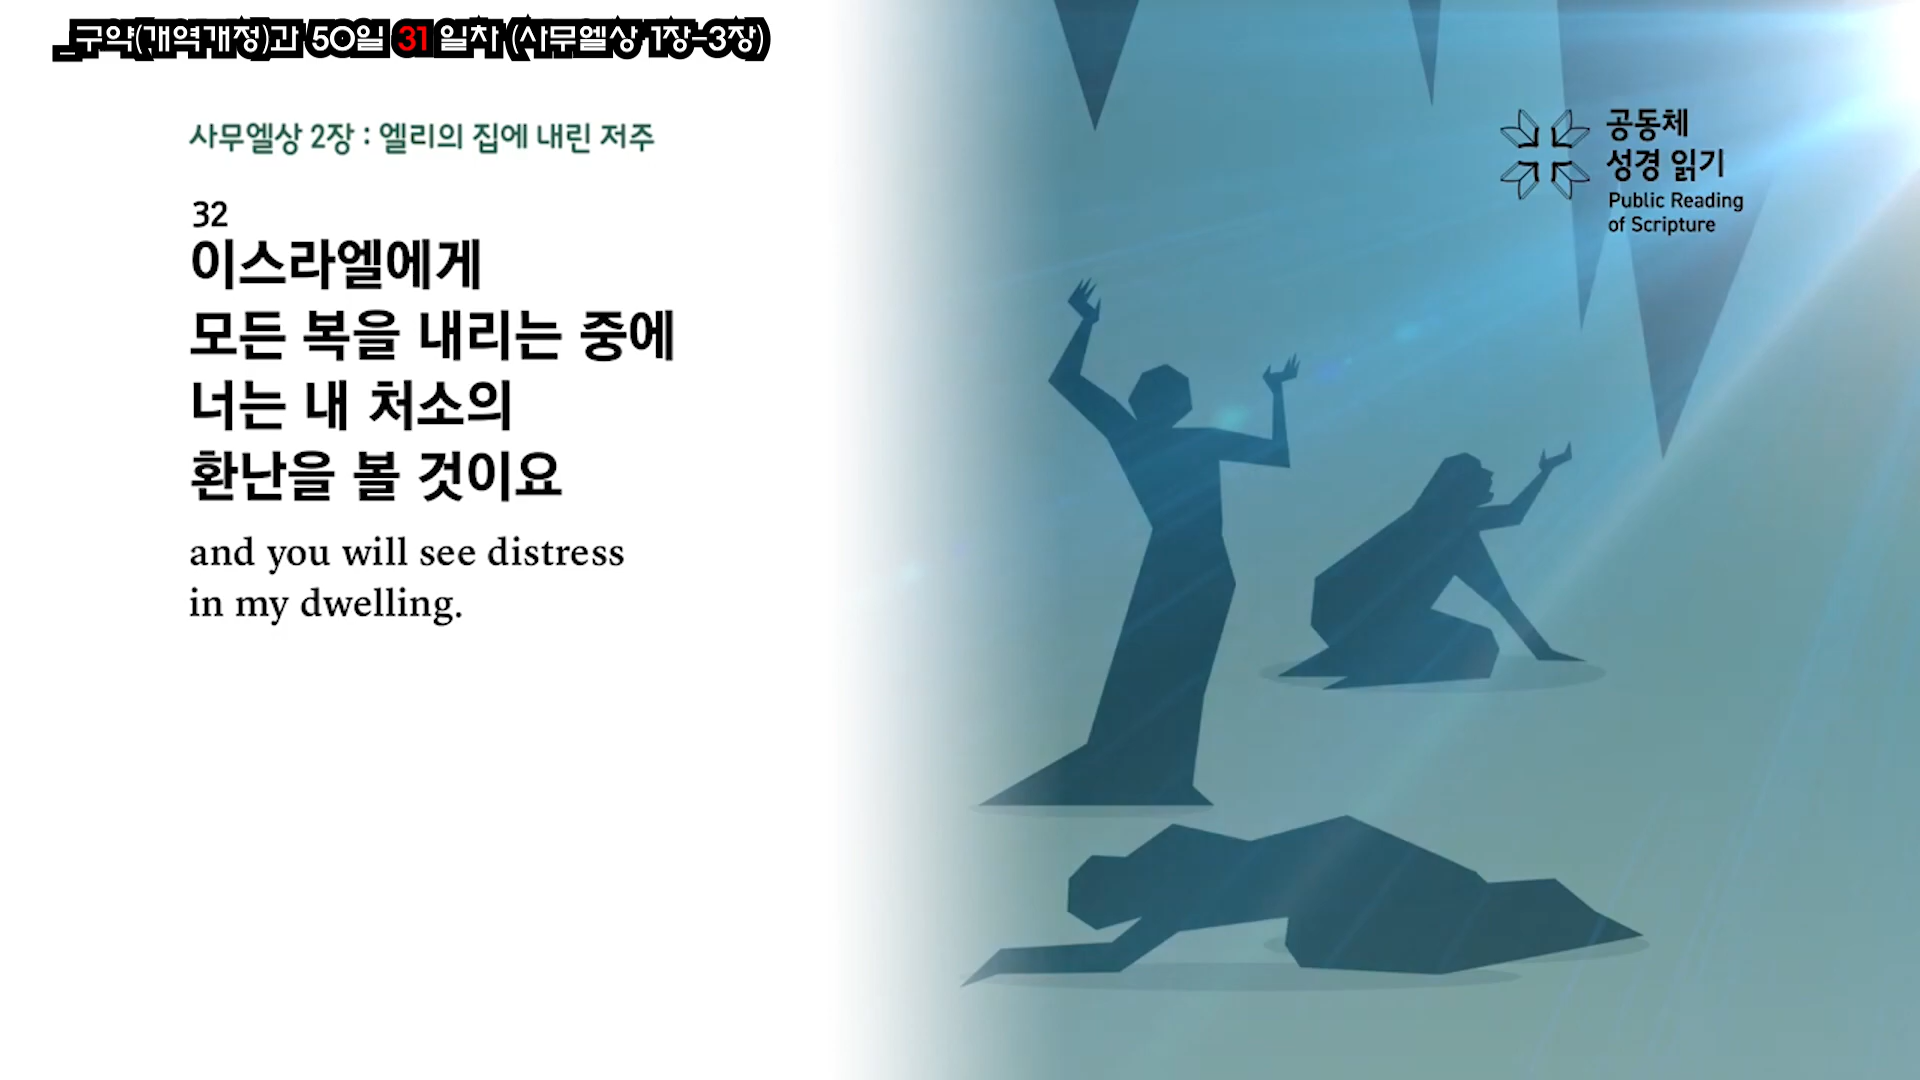 _구약(개역개정)과 50일 31 일차 (사무엘상 1장-3장)
사무엘상 2장 : 엘리의 집에 내린 저주
32
이스라엘에게
모든 복을 내리는 중에
너는 내 처소의
환난을 볼 것이요
and you will see distress
in my dwelling.
공동체
성경 읽기
Public Reading
of Scripture